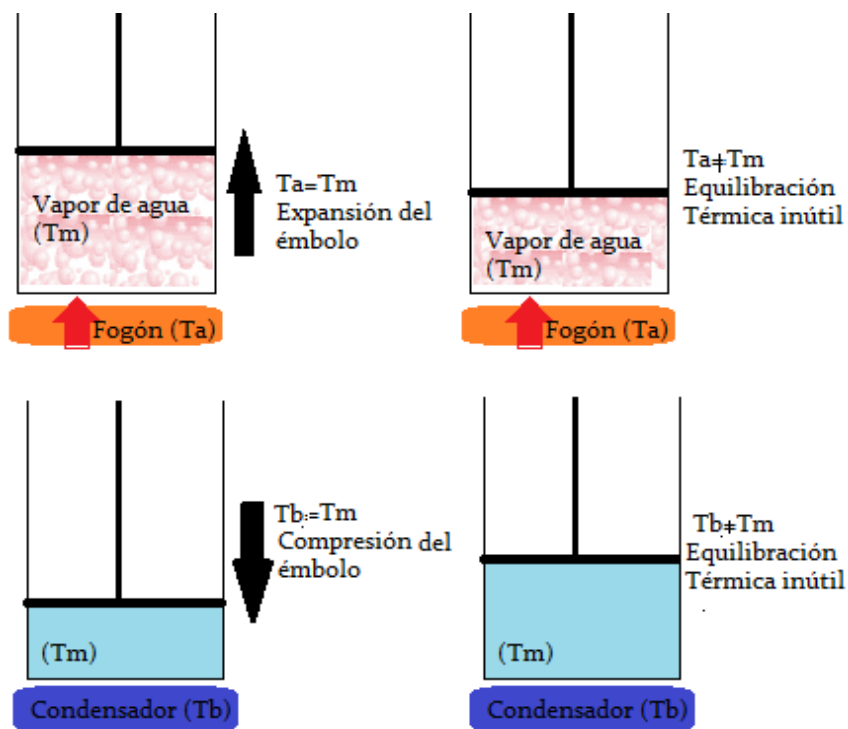 Vapor de agua
(Tm)
Ta=Tm
Expansión del
émbolo
Fogón (Ta)
Vapor de agua
(Tm)
Ta≠Tm
Equilibración
Térmica inútil
Fogón (Ta)
Tb:=Tm
Compresión del
émbolo
(Tm)
Condensador (Tb)
Tb≠Tm
Equilibración
Térmica inútil
(Tm)
Condensador (Tb)